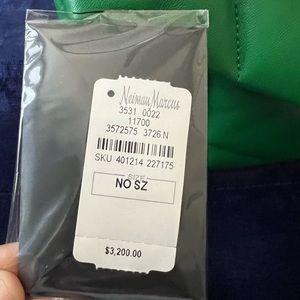 Neiman Marcus
3531 0022
11700
3572575 3726 N
SKU 401214 227175
SIZE
NO SZ
$3,200.00